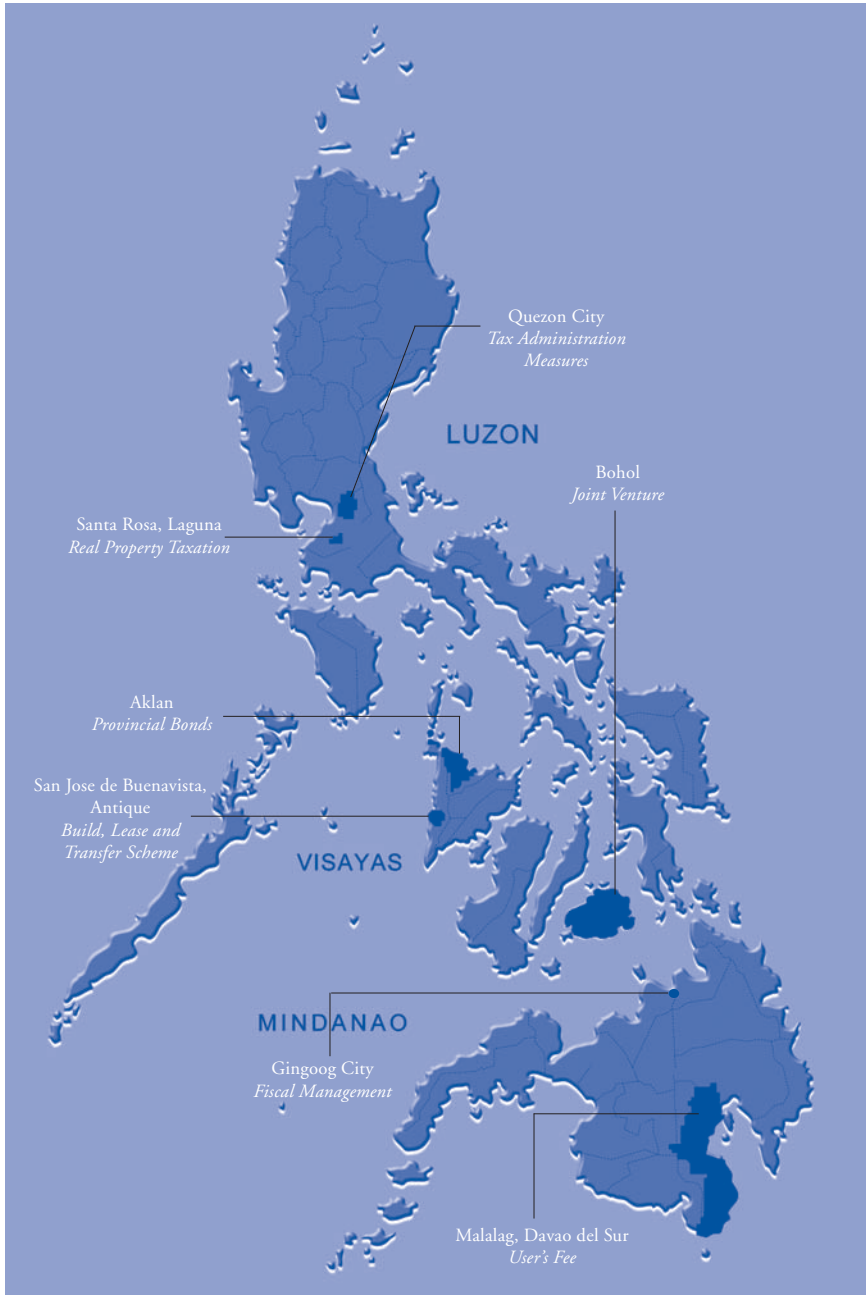 Quezon City
Tax Administration
Measures
LUZON
Bohol
Joint Venture
Santa Rosa, Laguna
Real Property Taxation
Aklan
Provincial Bonds
San Jose de Buenavista,
Antique
Build, Lease and
Transfer Scheme
VISAYAS
MINDANAO
Gingoog City
Fiscal Management
Malalag, Davao del Sur
User's Fee